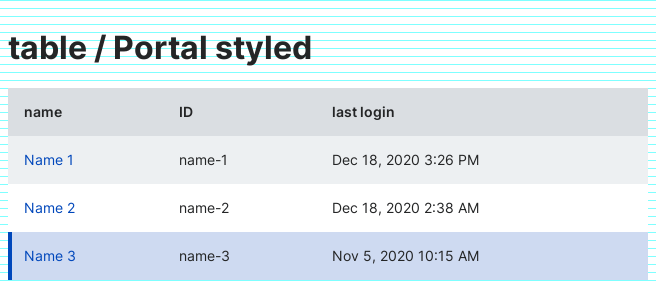 table / Portal styled
name ID last login
Name 1 name-1 Dec 18, 2020 3:26 PM
Name 2 name-2 Dec 18, 2020 2:38 AM
Name 3 name-3 Nov 5, 2020 10:15 AM